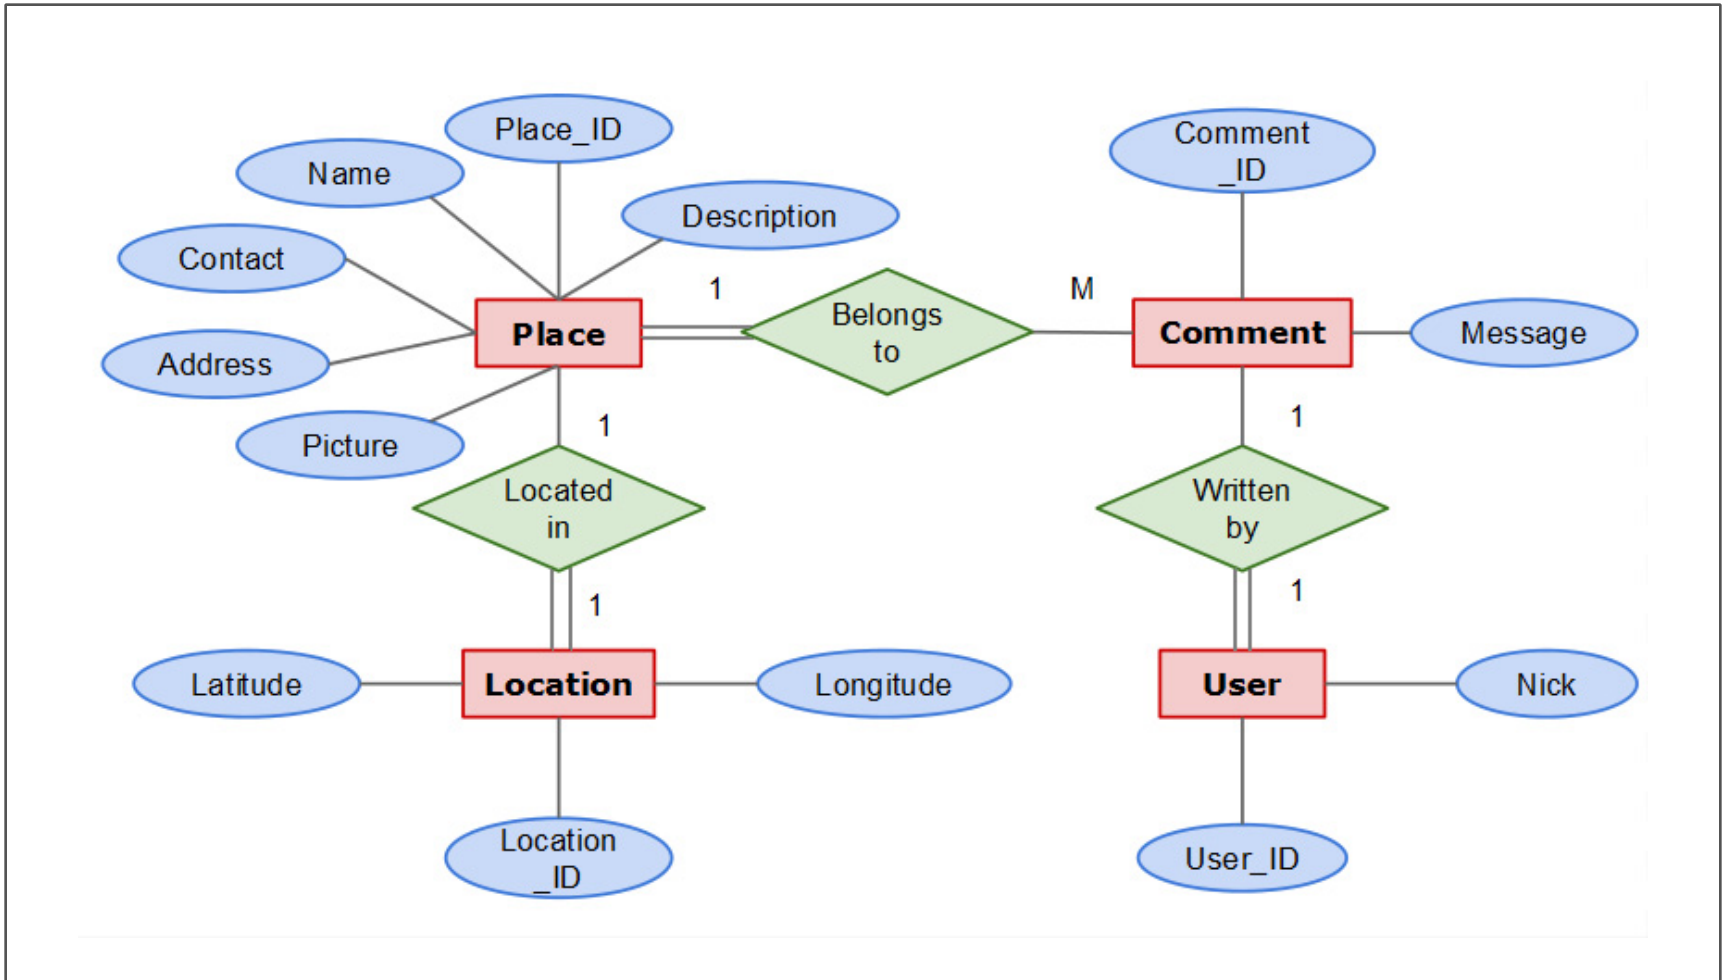 Place_ID
Comment
_ID
Name
Description
Contact
1
M
Belongs
to
Place
Comment
Message
Address
Picture
1
1
Located
in
Written
by
1
1
Latitude
Location
Longitude
User
Nick
Location
_ID
User_ID